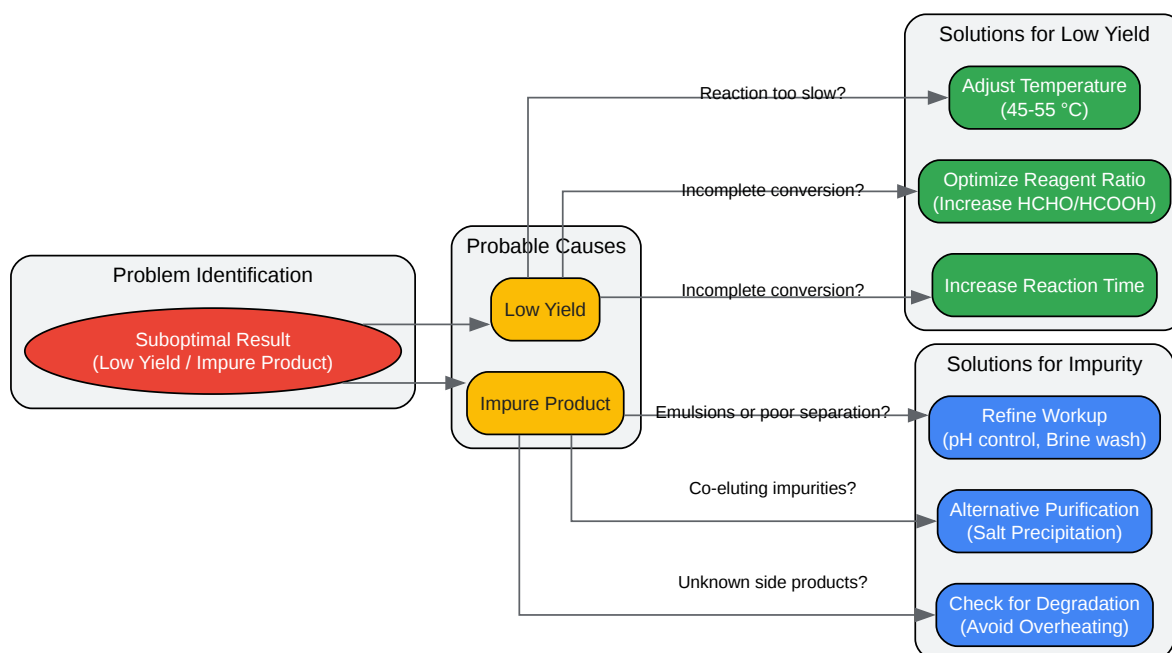 Problem Identification
Suboptimal Result
(Low Yield / Impure Product)
Probable Causes
Low Yield
Impure Product
Reaction too slow?
Incomplete conversion?
Incomplete conversion?
Emulsions or poor separation?
Co-eluting impurities?
Unknown side products?
Solutions for Low Yield
Adjust Temperature
(45-55 °C)
Optimize Reagent Ratio
(Increase HCHO/HCOOH)
Increase Reaction Time
Solutions for Impurity
Refine Workup
(pH control, Brine wash)
Alternative Purification
(Salt Precipitation)
Check for Degradation
(Avoid Overheating)